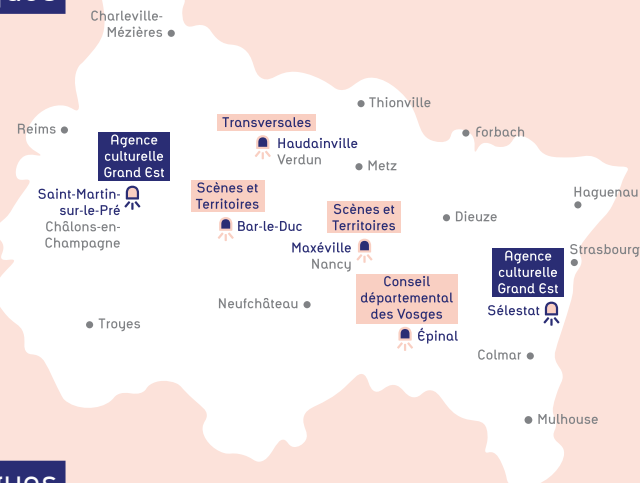 Charleville-
Mézières
Thionville
Reims
Transversales
Forbach
Agence
culturelle
Grand Est
Haudainville
Verdun
Metz
Saint-Martin-
sur-le-Pré
Châlons-en-
Champagne
Scènes et
Territoires
Bar-le-Duc
Haguenau
Scènes et
Territoires
Dieuze
Maxéville
Nancy
Strasbourg
Agence
culturelle
Grand Est
Sélestat
Conseil
départemental
des Vosges
Épinal
Neufchâteau
Troyes
Colmar
Mulhouse